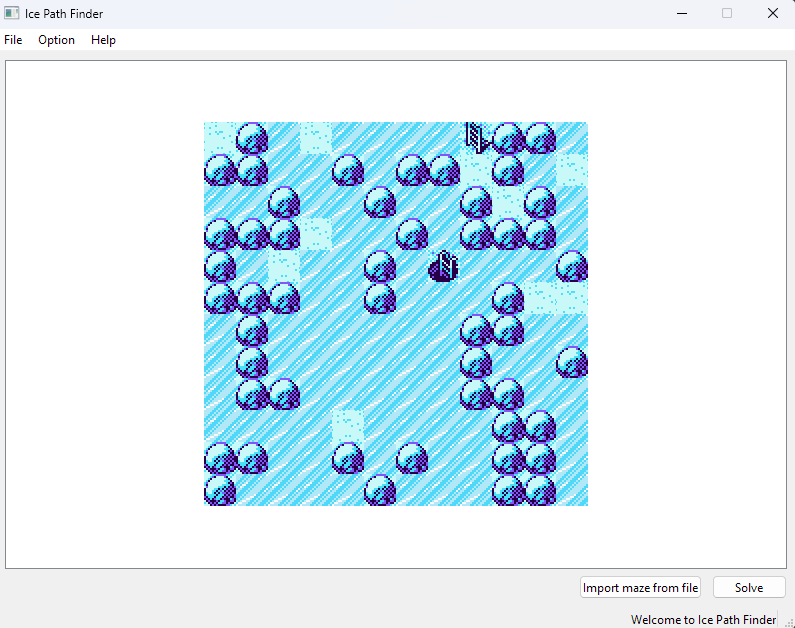 Ice Path Finder
File Option Help
Import maze from file Solve
Welcome to Ice Path Finder